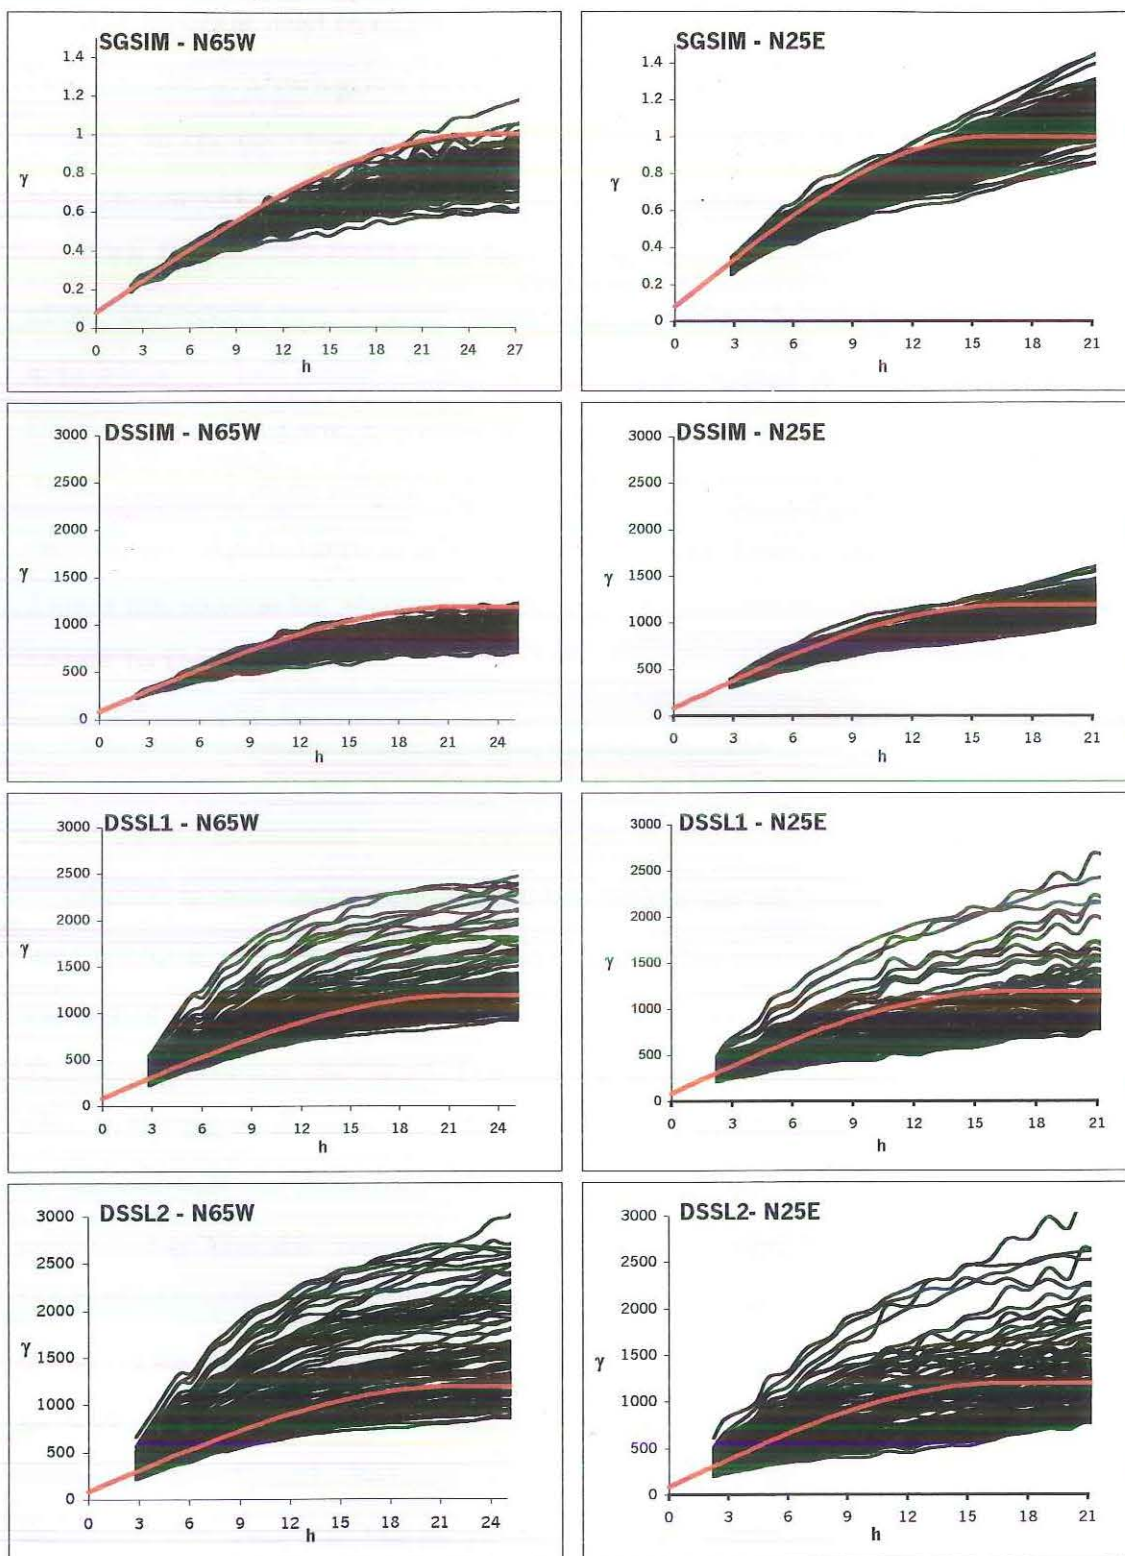 SGSIM - N65W
1.4
1.2
1
0.8
γ
0.6
0.4
0.2
0
0 3 6 9 12 15 18 21 24 27
h
SGSIM - N25E
1.4
1.2
1
0.8
γ
0.6
0.4
0.2
0
0 3 6 9 12 15 18 21
h
DSSIM - N65W
3000
2500
2000
1500
γ
1000
500
0
0 3 6 9 12 15 18 21 24
h
DSSIM - N25E
3000
2500
2000
1500
γ
1000
500
0
0 3 6 9 12 15 18 21
h
DSSL1 - N65W
3000
2500
2000
γ
1500
1000
500
0
0 3 6 9 12 15 18 21 24
h
DSSL1 - N25E
3000
2500
2000
1500
γ
1000
500
0
0 3 6 9 12 15 18 21
h
DSSL2 - N65W
3000
2500
2000
γ
1500
1000
500
0
0 3 6 9 12 15 18 21 24
h
DSSL2- N25E
3000
2500
2000
1500
γ
1000
500
0
0 3 6 9 12 15 18 21
h